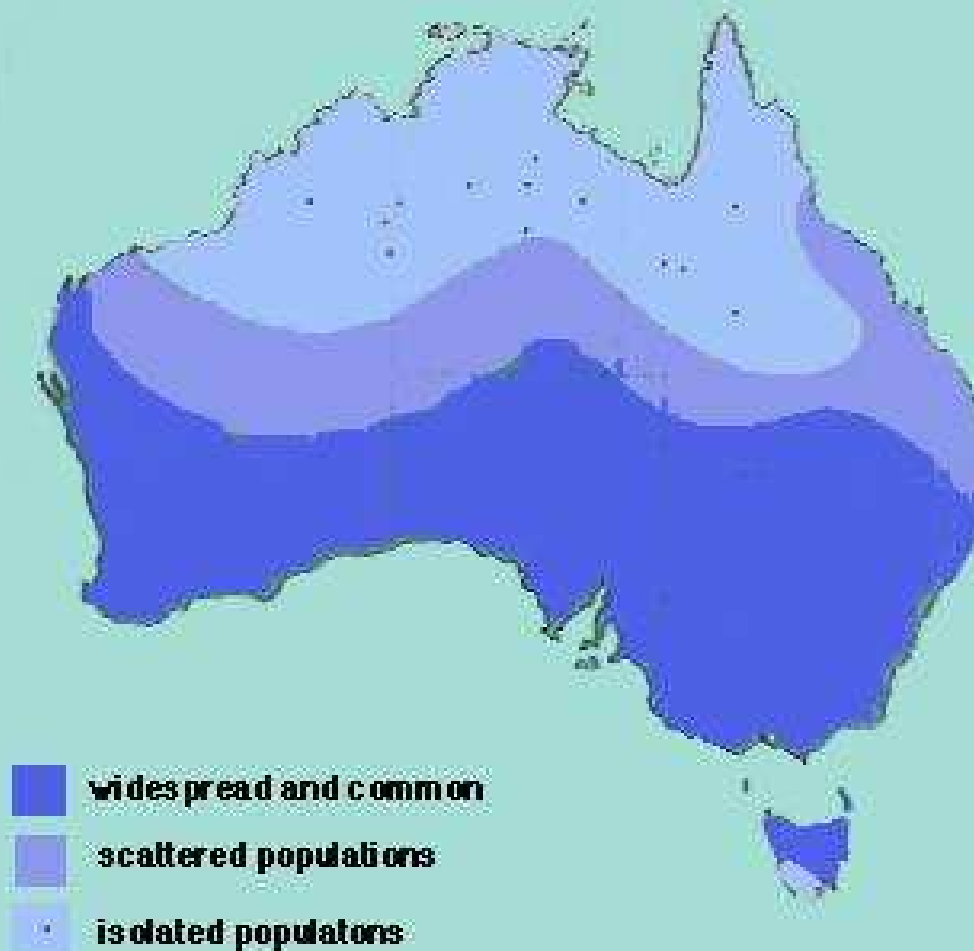 widespread and common
scattered populations
isolated populatons